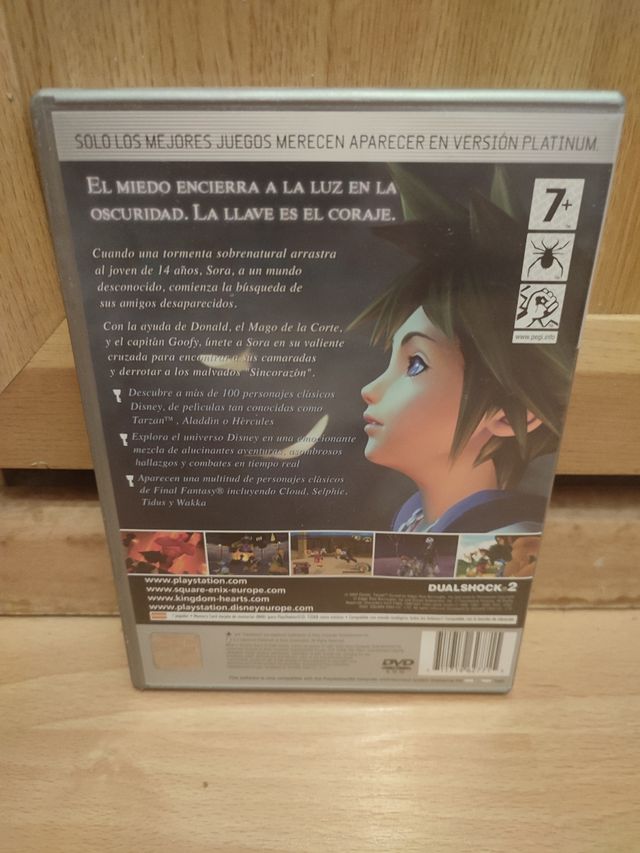 SOLO LOS MEJORES JUEGOS MERECEN APARECER EN VERSIÓN PLATINUM.
EL MIEDO ENCIERRA A LA LUZ EN LA
OSCURIDAD. LA LLAVE ES EL CORAJE.
7+
Cuando una tormenta sobrenatural arrastra
al joven de 14 años, Sora, a un mundo
desconocido, comienza la búsqueda de
sus amigos desaparecidos.
www.pegi.info
Con la ayuda de Donald, el Mago de la Corte,
y el capitán Goofy, únete a Sora en su valiente
cruzada para encontrar a sus camaradas
y derrotar a los malvados "Sincorazón".
Descubre a más de 100 personajes clásicos
Disney, de películas tan conocidas como
Tarzan™, Aladdin o Hércules
Explora el universo Disney en una emocionante
mezcla de alucinantes aventuras, asombrosos
hallazgos y combates en tiempo real
Aparecen una multitud de personajes clásicos
de Final Fantasy® incluyendo Cloud, Selphie,
Tidus y Wakka
www.playstation.com
www.square-enix-europe.com
www.kingdom-hearts.com
www.playstation.disneyeurope.com
DUALSHOCK 2
DVD